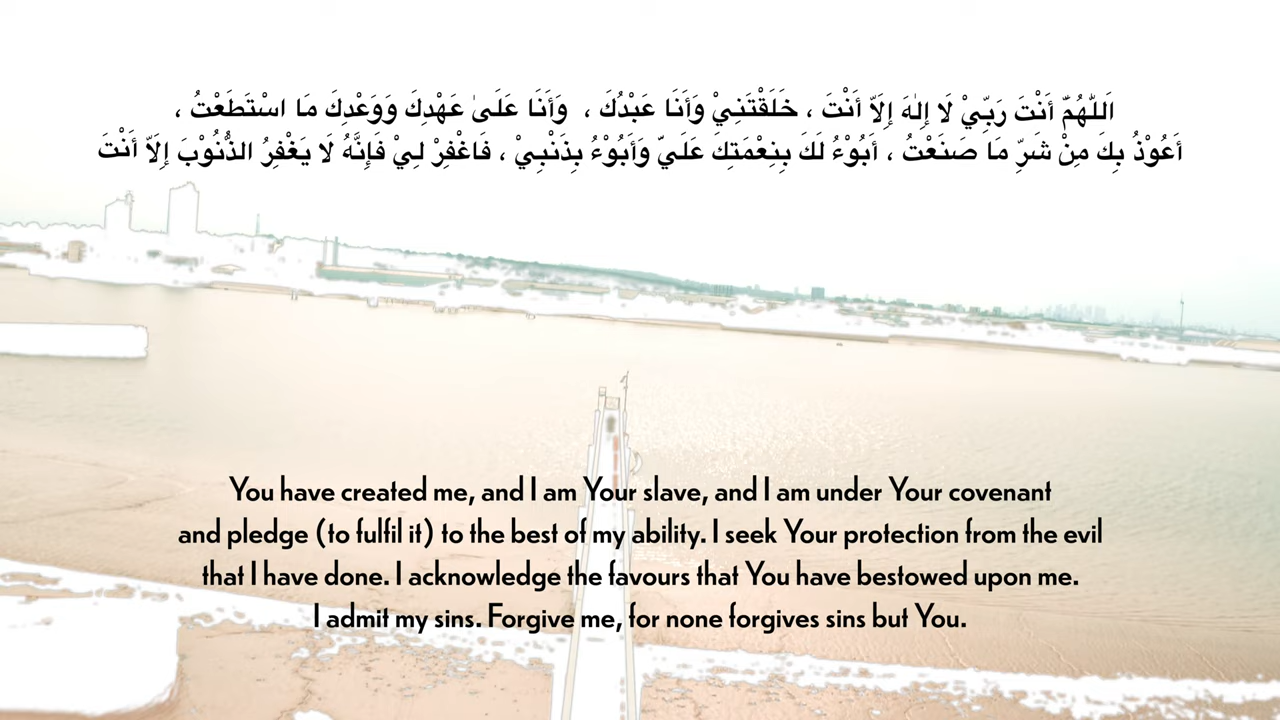 اَللّٰهُمَّ أَنْتَ رَبِّيْ لَا إِلٰهَ إِلَّا أَنْتَ ، خَلَقْتَنِيْ وَأَنَا عَبْدُكَ ، وَأَنَا عَلَىٰ عَهْدِكَ وَوَعْدِكَ مَا اسْتَطَعْتُ ،
أَعُوْذُ بِكَ مِنْ شَرِّ مَا صَنَعْتُ ، أَبُوْءُ لَكَ بِنِعْمَتِكَ عَلَيَّ وَأَبُوْءُ بِذَنْبِيْ ، فَاغْفِرْ لِيْ فَإِنَّهُ لَا يَغْفِرُ الذُّنُوْبَ إِلَّا أَنْتَ
You have created me, and I am Your slave, and I am under Your covenant
and pledge (to fulfil it) to the best of my ability. I seek Your protection from the evil
that I have done. I acknowledge the favours that You have bestowed upon me.
I admit my sins. Forgive me, for none forgives sins but You.